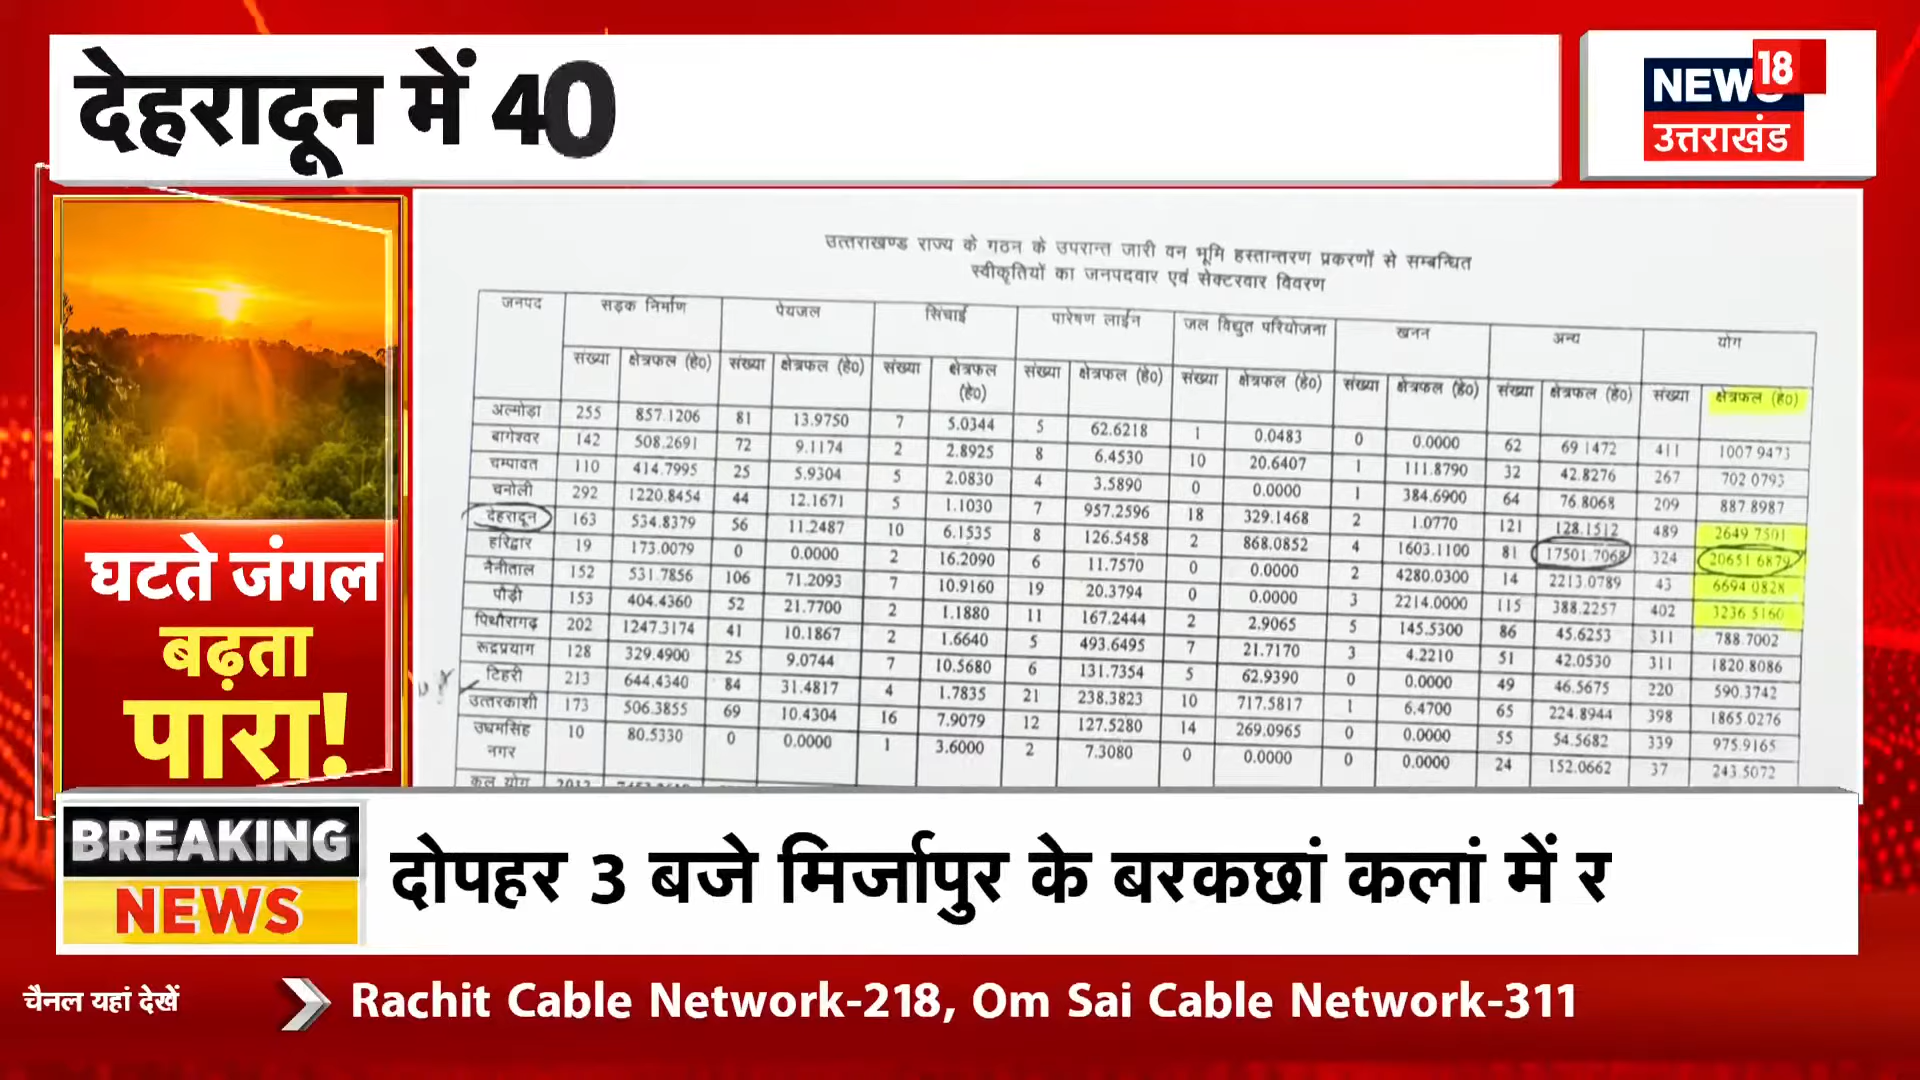 देहरादून में 40
NEWS 18
उत्तराखंड
उत्तराखण्ड राज्य के गठन के उपरान्त जारी वन भूमि हस्तान्तरण प्रकरणों से सम्बन्धित
स्वीकृतियों का जनपदवार एवं सेक्टरवार विवरण
जनपद सड़क निर्माण पेयजल सिंचाई पारेषण लाईन जल विद्युत परियोजना खनन अन्य योग
संख्या क्षेत्रफल (हे0) संख्या क्षेत्रफल (हे0) संख्या क्षेत्रफल (हे0) संख्या क्षेत्रफल (हे0) संख्या क्षेत्रफल (हे0) संख्या क्षेत्रफल (हे0) संख्या क्षेत्रफल (हे0) संख्या क्षेत्रफल (हे0)
अल्मोड़ा 255 857.1206 81 13.9750 7 5.0344 5 62.6218 1 0.0483 0 0.0000 62 69.1472 411 1007.9473
बागेश्वर 142 508.2691 72 9.1174 2 2.8925 8 6.4530 10 20.6407 1 111.8790 32 42.8276 267 702.0793
चम्पावत 110 414.7995 25 5.9304 5 2.0830 4 3.5890 0 0.0000 1 384.6900 64 76.8068 209 887.8987
चमोली 292 1220.8454 44 12.1671 5 1.1030 7 957.2596 18 329.1468 2 1.0770 121 128.1512 489 2649.7501
देहरादून 163 534.8379 56 11.2487 10 6.1535 8 126.5458 2 868.0852 4 1603.1100 81 17501.7068 324 20651.6879
हरिद्वार 19 173.0079 0 0.0000 2 16.2090 6 11.7570 0 0.0000 2 4280.0300 14 2213.0789 43 6694.0828
नैनीताल 152 531.7856 106 71.2093 7 10.9160 19 20.3794 0 0.0000 3 2214.0000 115 388.2257 402 3236.5160
पौड़ी 153 404.4360 52 21.7700 2 1.1880 11 167.2444 2 2.9065 5 145.5300 86 45.6253 311 788.7002
पिथौरागढ़ 202 1247.3174 41 10.1867 2 1.6640 5 493.6495 7 21.7170 3 4.2210 51 42.0530 311 1820.8086
रूद्रप्रयाग 128 329.4900 25 9.0744 7 10.5680 6 131.7354 5 62.9390 0 0.0000 49 46.5675 220 590.3742
टिहरी 213 644.4340 84 31.4817 4 1.7835 21 238.3823 10 717.5817 1 6.4700 65 224.8944 398 1865.0276
उत्तरकाशी 173 506.3855 69 10.4304 16 7.9079 12 127.5280 14 269.0965 0 0.0000 55 54.5682 339 975.9165
उधमसिंह नगर 10 80.5330 0 0.0000 1 3.6000 2 7.3080 0 0.0000 0 0.0000 24 152.0662 37 243.5072
कुल योग 2012
घटते जंगल
बढ़ता
पारा!
BREAKING
NEWS
दोपहर 3 बजे मिर्जापुर के बरकछां कलां में र
चैनल यहां देखें
Rachit Cable Network-218, Om Sai Cable Network-311